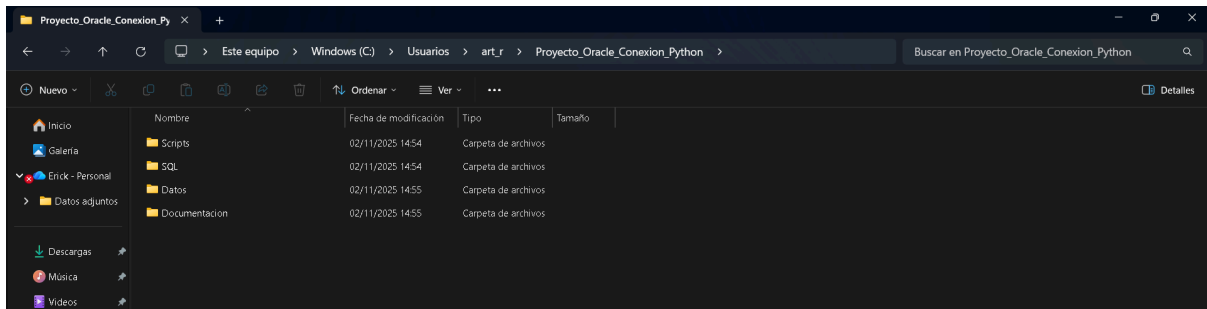 Proyecto_Oracle_Conexion_Py
Este equipo > Windows (C:) > Usuarios > art_r > Proyecto_Oracle_Conexion_Python >
Buscar en Proyecto_Oracle_Conexion_Python
Nuevo
Ordenar
Ver
Detalles
Inicio
Galería
Erick - Personal
Datos adjuntos
Descargas
Música
Videos
Nombre Fecha de modificación Tipo Tamaño
Scripts 02/11/2025 14:54 Carpeta de archivos
SQL 02/11/2025 14:54 Carpeta de archivos
Datos 02/11/2025 14:55 Carpeta de archivos
Documentacion 02/11/2025 14:55 Carpeta de archivos